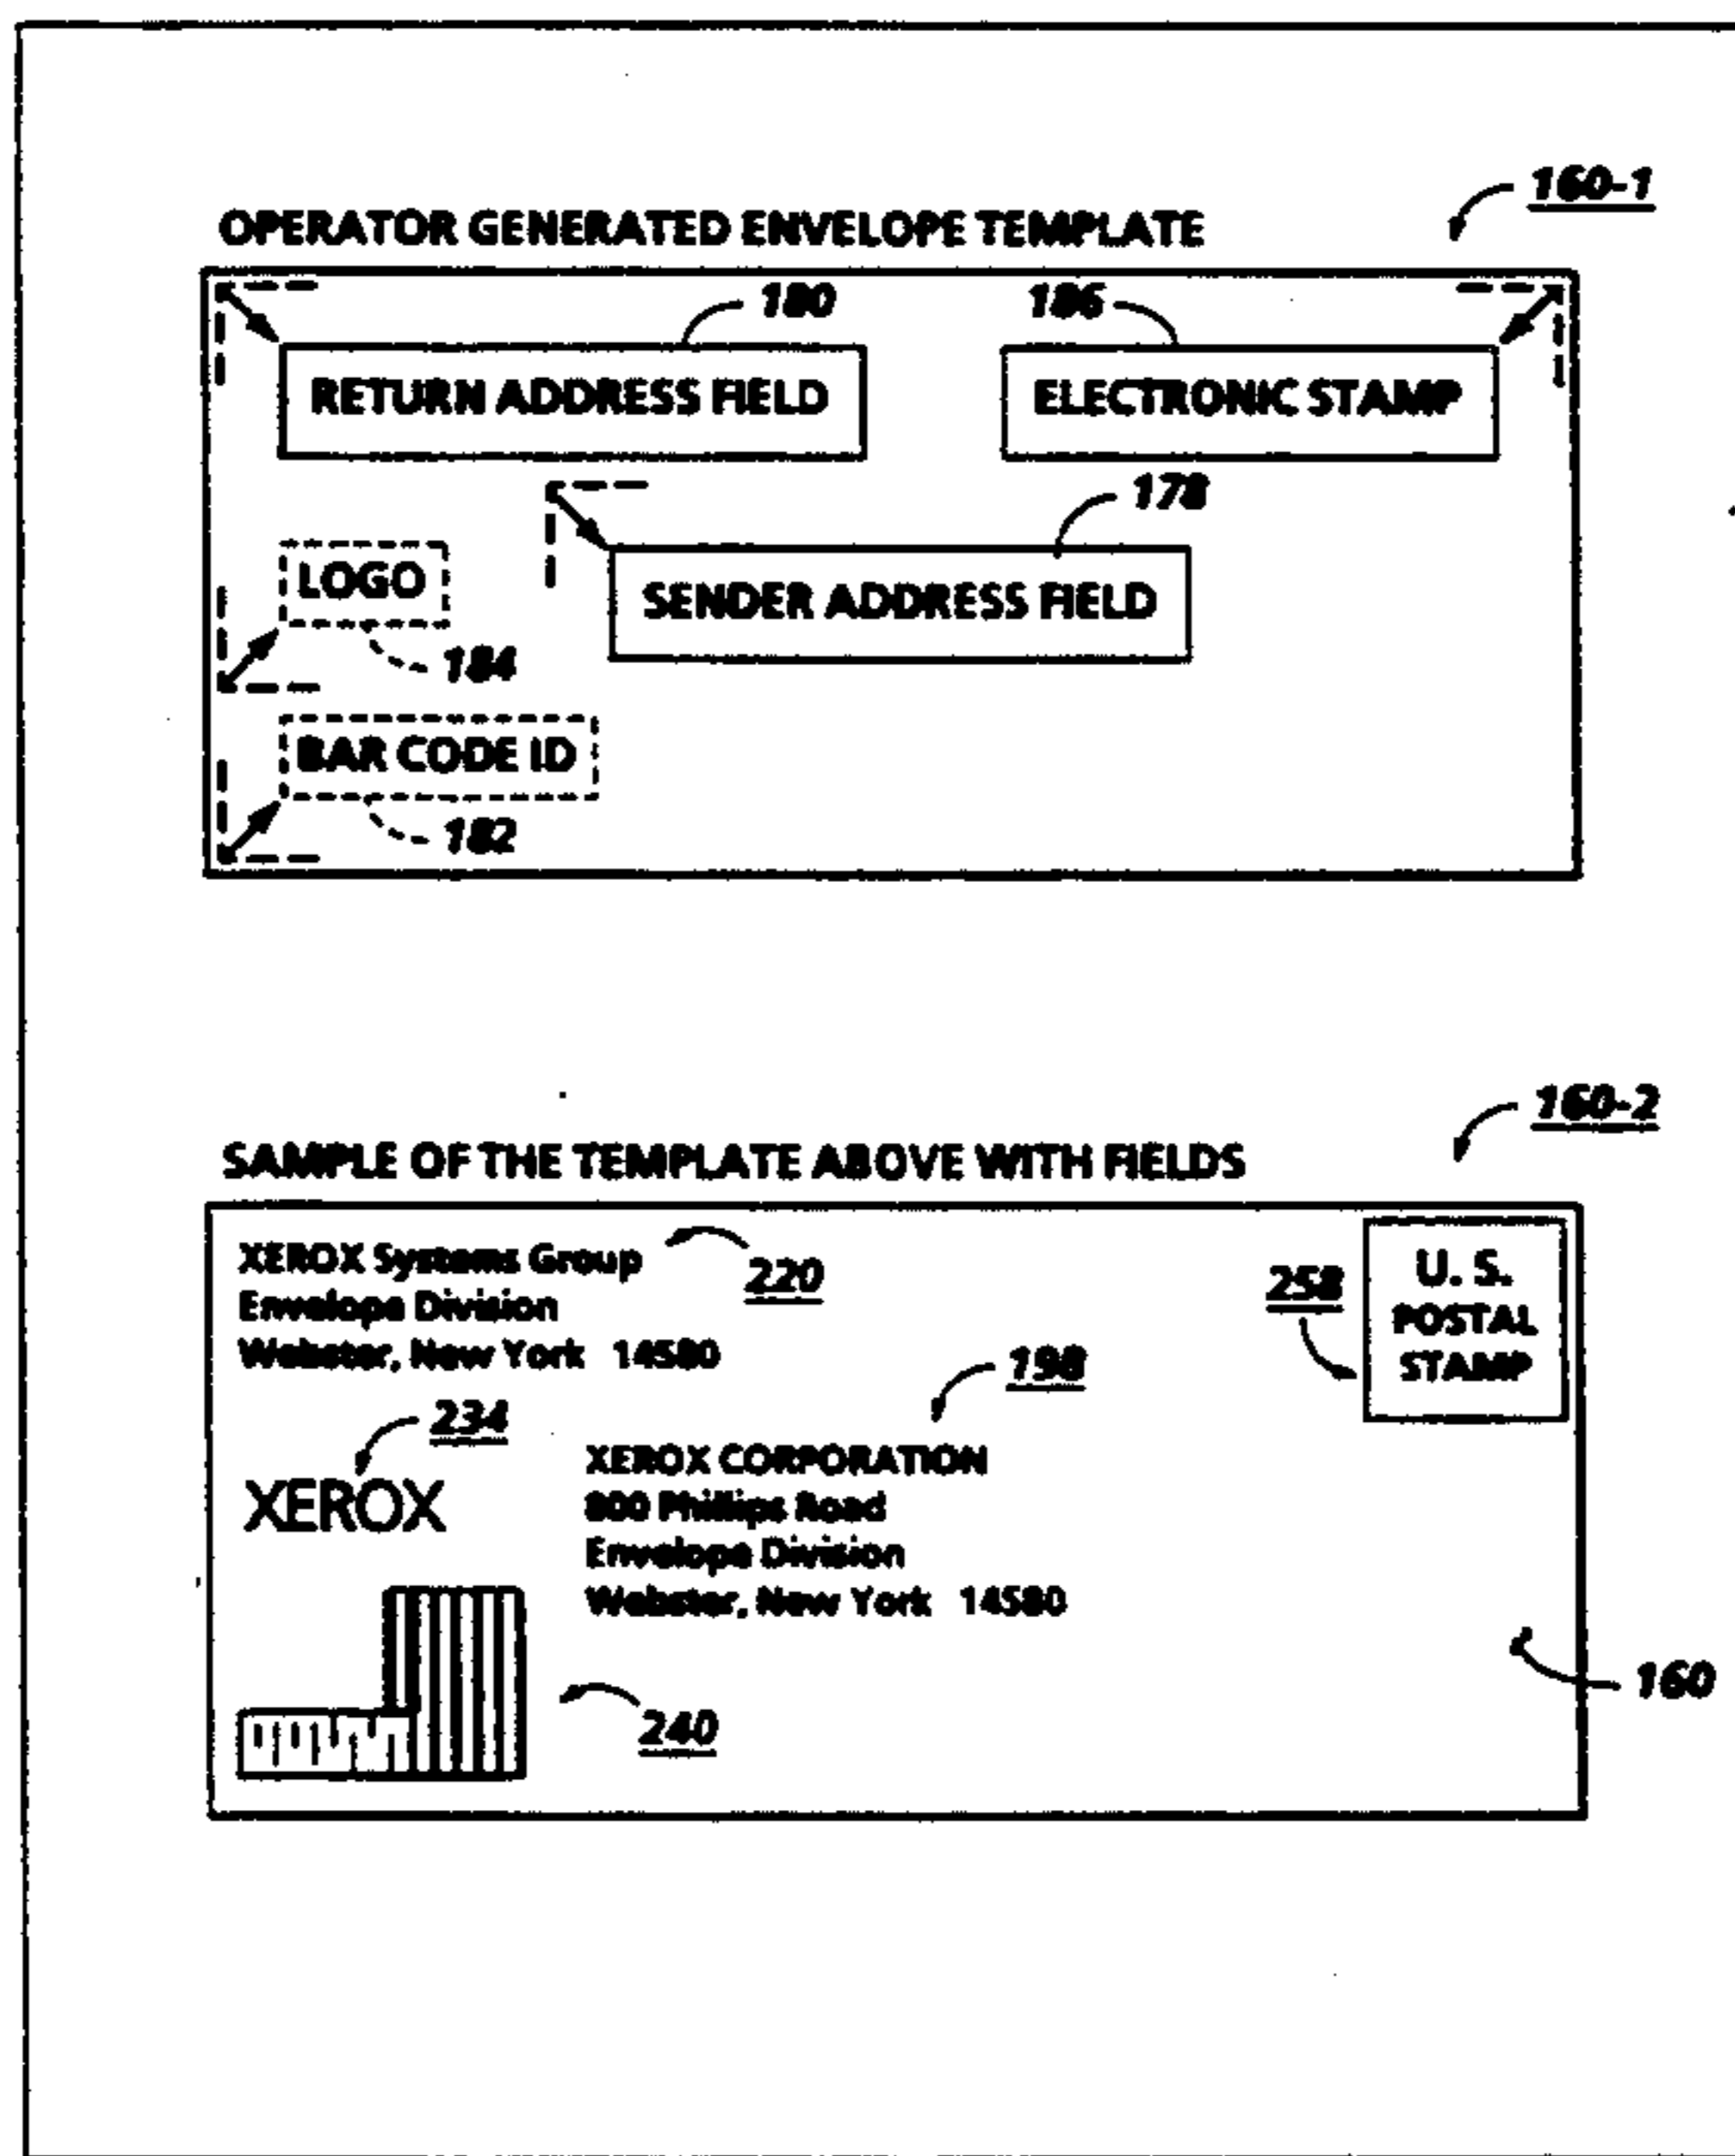 160-1
OPERATOR GENERATED ENVELOPE TEMPLATE
180
186
RETURN ADDRESS FIELD
ELECTRONIC STAMP
178
LOGO
SENDER ADDRESS FIELD
184
BAR CODE ID
182
160-2
SAMPLE OF THE TEMPLATE ABOVE WITH FIELDS
XEROX Systems Group
Envelope Division
Webster, New York 14580
220
258
U. S.
POSTAL
STAMP
198
234
XEROX
XEROX CORPORATION
800 Phillips Road
Envelope Division
Webster, New York 14580
160
240